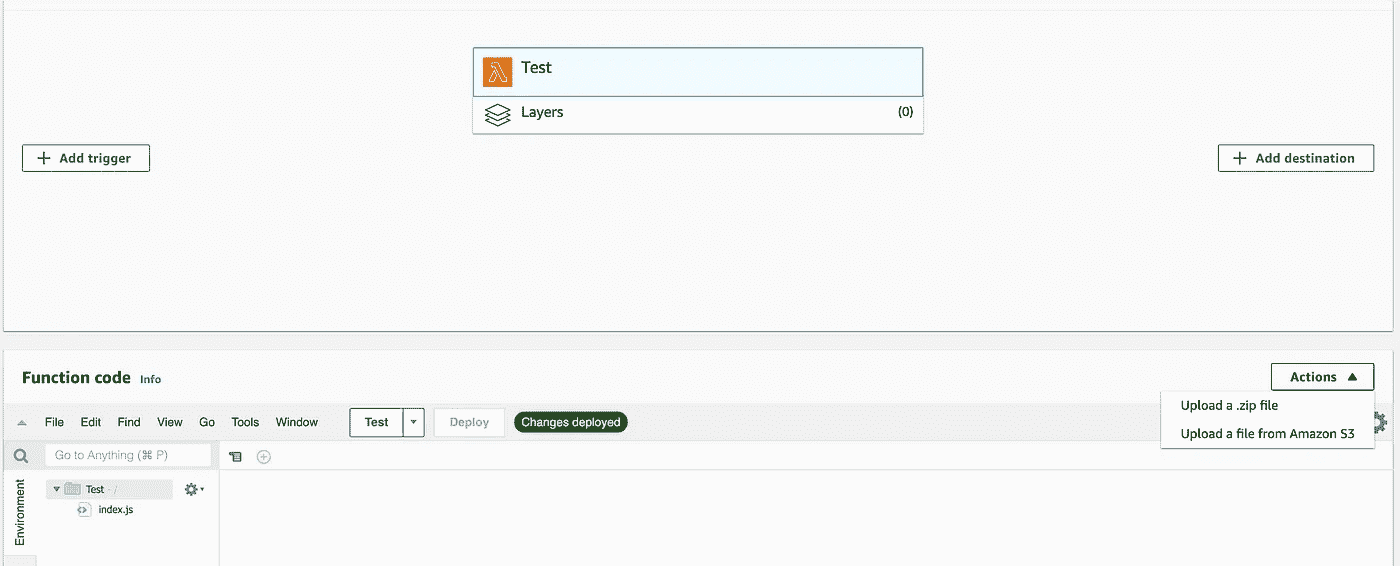 Test
Layers (0)
Add trigger
Add destination
Function code Info
Actions
Upload a .zip file
Upload a file from Amazon S3
File Edit Find View Go Tools Window Test Deploy Changes deployed
Go to Anything (⌘ P)
Environment
Test - /
index.js